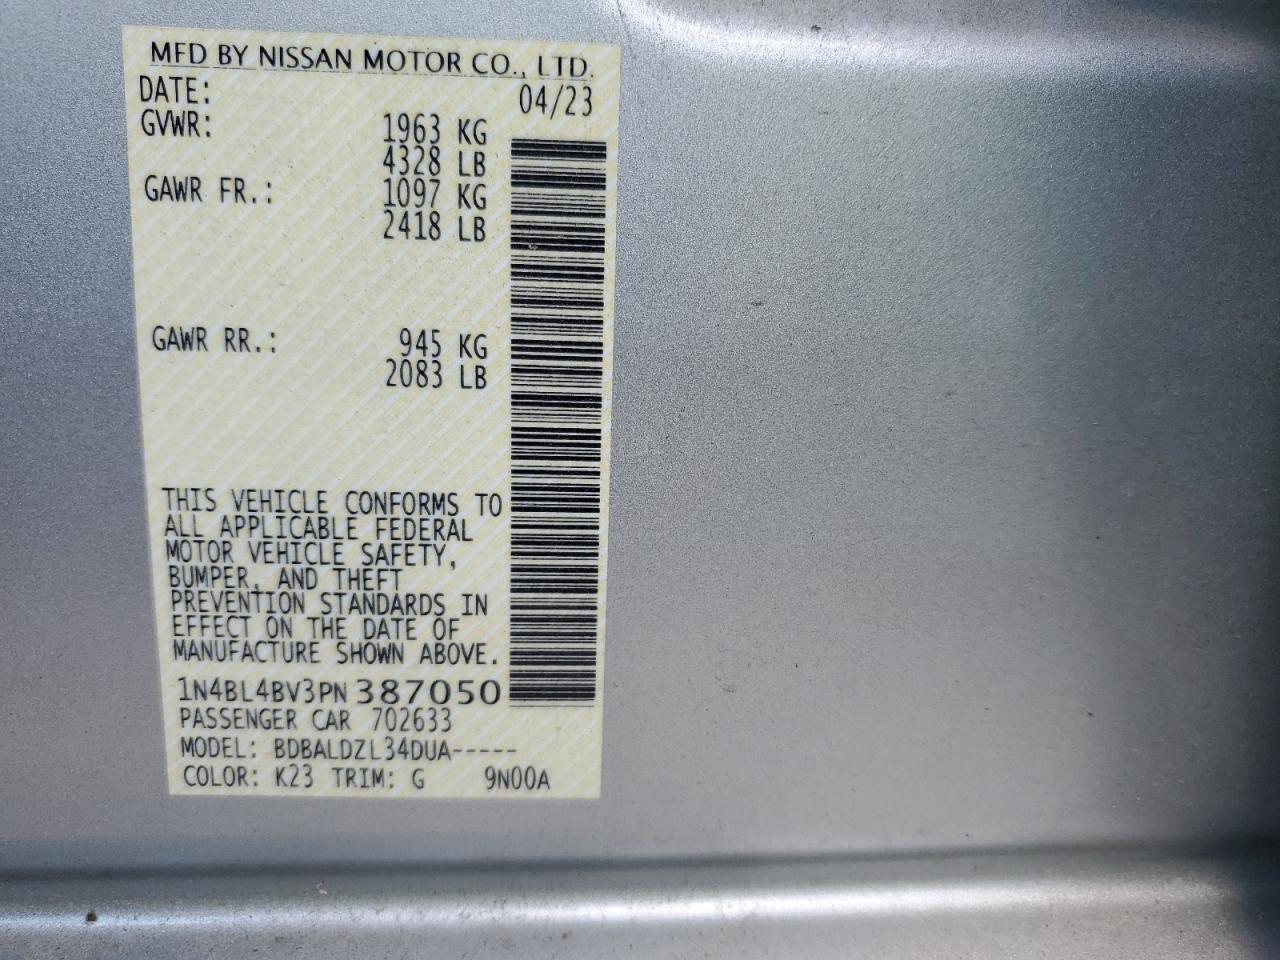 MFD BY NISSAN MOTOR CO., LTD.
DATE: 04/23
GVWR: 1963 KG
4328 LB
GAWR FR.: 1097 KG
2418 LB
GAWR RR.: 945 KG
2083 LB
THIS VEHICLE CONFORMS TO
ALL APPLICABLE FEDERAL
MOTOR VEHICLE SAFETY,
BUMPER, AND THEFT
PREVENTION STANDARDS IN
EFFECT ON THE DATE OF
MANUFACTURE SHOWN ABOVE.
1N4BL4BV3PN387050
PASSENGER CAR 702633
MODEL: BDBALDZL34DUA-----
COLOR: K23 TRIM: G 9N00A